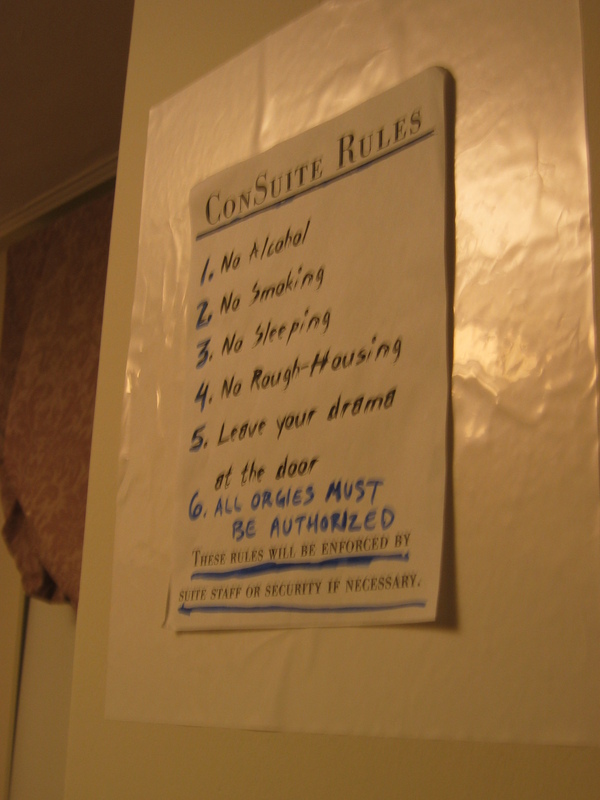 ConSuite Rules
1. No Alcohol
2. No Smoking
3. No Sleeping
4. No Rough-Housing
5. Leave your drama
at the door
6. ALL ORGIES MUST
BE AUTHORIZED
These rules will be enforced by
suite staff or security if necessary.